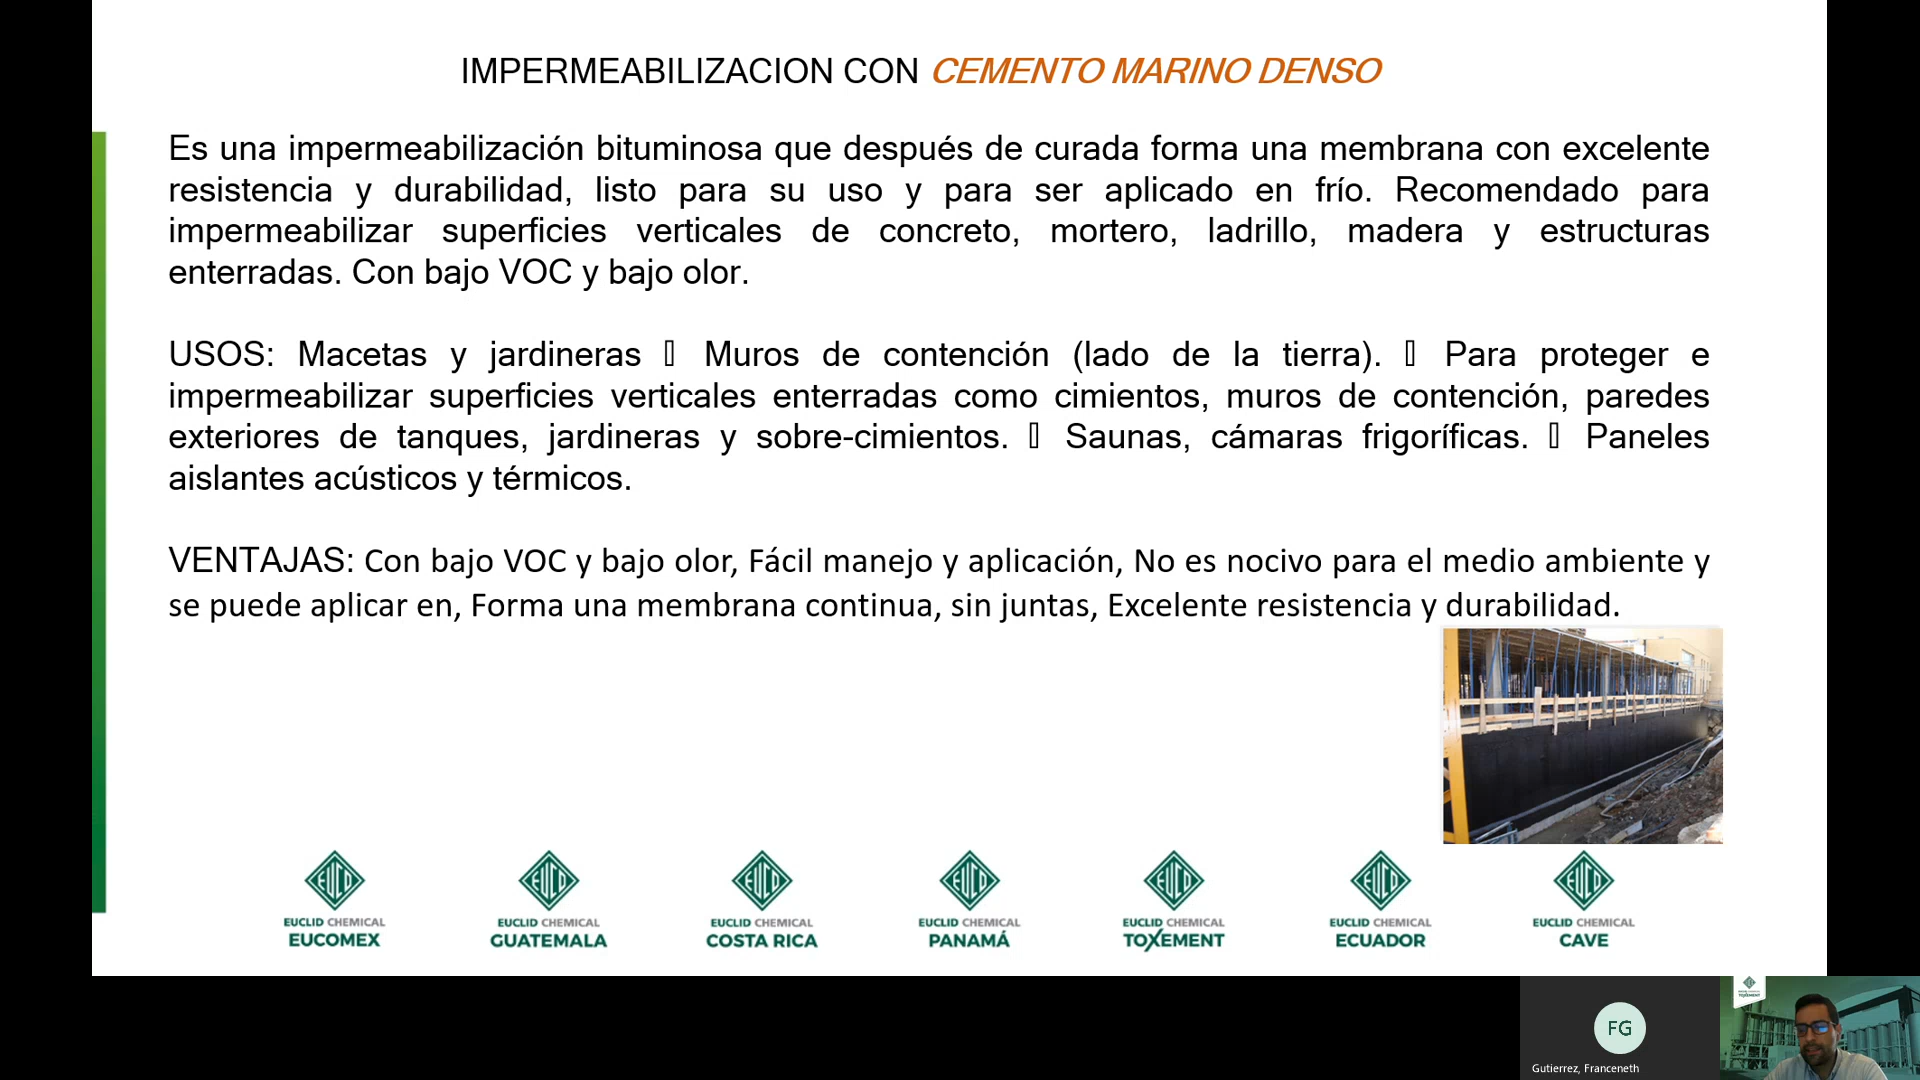 IMPERMEABILIZACION CON CEMENTO MARINO DENSO
Es una impermeabilización bituminosa que después de curada forma una membrana con excelente
resistencia y durabilidad, listo para su uso y para ser aplicado en frío. Recomendado para
impermeabilizar superficies verticales de concreto, mortero, ladrillo, madera y estructuras
enterradas. Con bajo VOC y bajo olor.
USOS: Macetas y jardineras ▯ Muros de contención (lado de la tierra). ▯ Para proteger e
impermeabilizar superficies verticales enterradas como cimientos, muros de contención, paredes
exteriores de tanques, jardineras y sobre-cimientos. ▯ Saunas, cámaras frigoríficas. ▯ Paneles
aislantes acústicos y térmicos.
VENTAJAS: Con bajo VOC y bajo olor, Fácil manejo y aplicación, No es nocivo para el medio ambiente y
se puede aplicar en, Forma una membrana continua, sin juntas, Excelente resistencia y durabilidad.
EUCO EUCO EUCO EUCO EUCO EUCO EUCO
EUCLID CHEMICAL EUCLID CHEMICAL EUCLID CHEMICAL EUCLID CHEMICAL EUCLID CHEMICAL EUCLID CHEMICAL EUCLID CHEMICAL
EUCOMEX GUATEMALA COSTA RICA PANAMÁ TOXEMENT ECUADOR CAVE
FG
Gutierrez, Franceneth